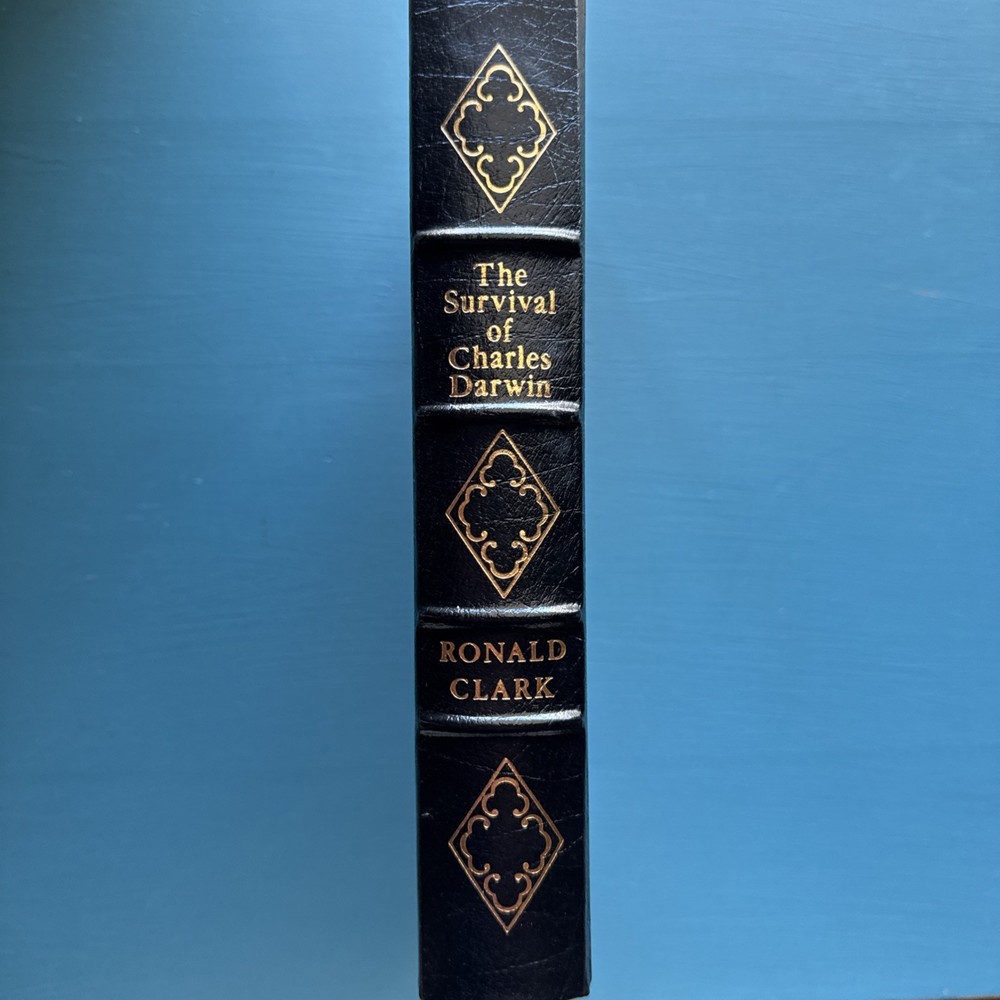 The
Survival
of
Charles
Darwin
RONALD
CLARK